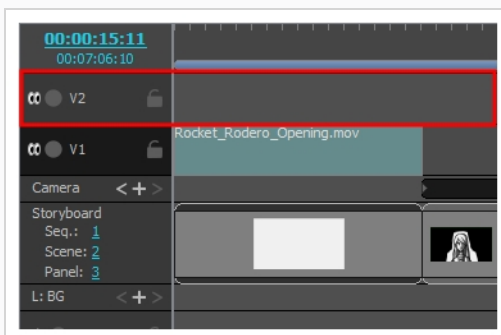 00:00:15:11
00:07:06:10
V2
V1
Rocket_Rodero_Opening.mov
Camera
Storyboard
Seq.: 1
Scene: 2
Panel: 3
L: BG